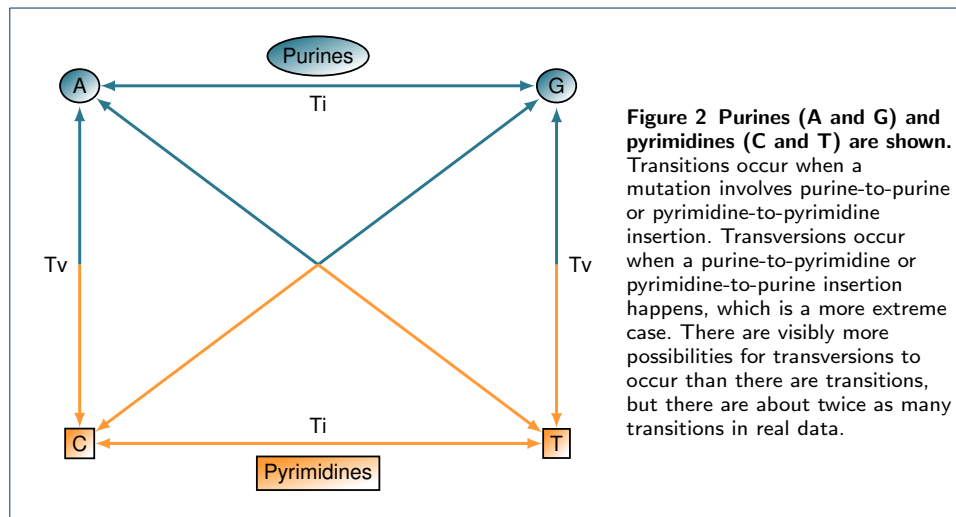 Purines
A
G
Ti
Tv
Tv
Ti
C
T
Pyrimidines
Figure 2 Purines (A and G) and
pyrimidines (C and T) are shown.
Transitions occur when a
mutation involves purine-to-purine
or pyrimidine-to-pyrimidine
insertion. Transversions occur
when a purine-to-pyrimidine or
pyrimidine-to-purine insertion
happens, which is a more extreme
case. There are visibly more
possibilities for transversions to
occur than there are transitions,
but there are about twice as many
transitions in real data.